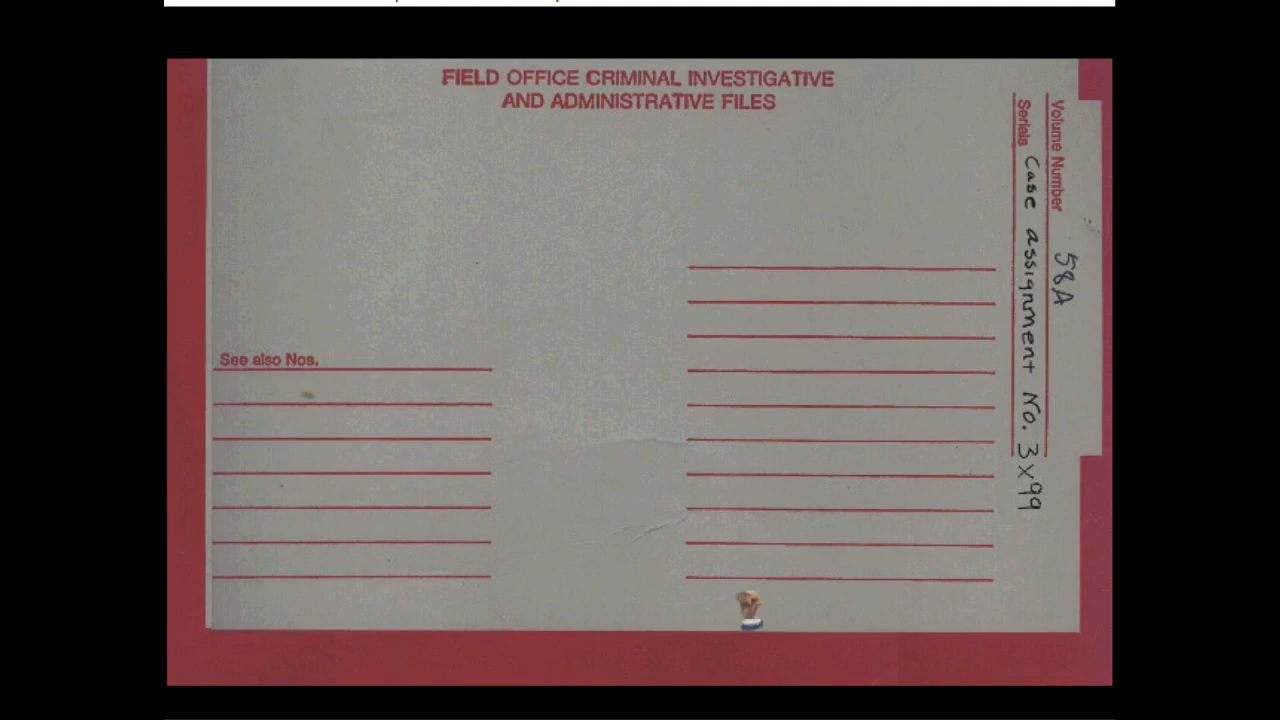 FIELD OFFICE CRIMINAL INVESTIGATIVE
AND ADMINISTRATIVE FILES
See also Nos.
Volume Number 58A
Serials Case assignment No. 3x99